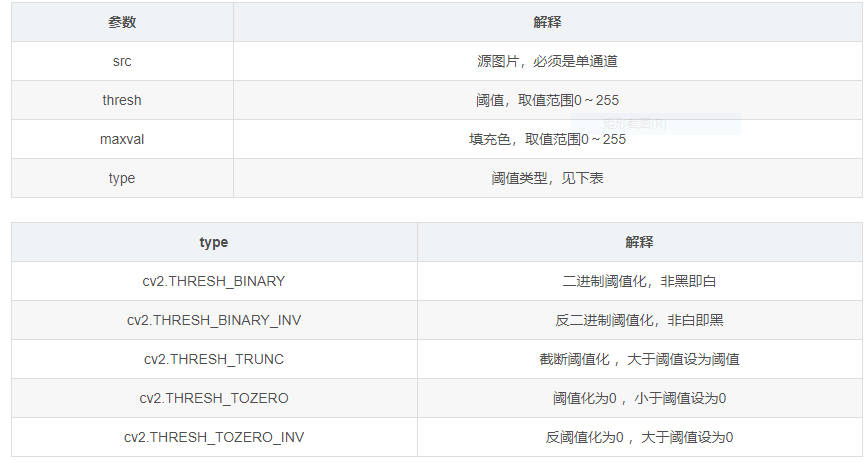 参数 解释
src 源图片，必须是单通道
thresh 阈值，取值范围0～255
矩形截图(R)
maxval 填充色，取值范围0～255
type 阈值类型，见下表
type 解释
cv2.THRESH_BINARY 二进制阈值化，非黑即白
cv2.THRESH_BINARY_INV 反二进制阈值化，非白即黑
cv2.THRESH_TRUNC 截断阈值化 ，大于阈值设为阈值
cv2.THRESH_TOZERO 阈值化为0 ，小于阈值设为0
cv2.THRESH_TOZERO_INV 反阈值化为0 ，大于阈值设为0